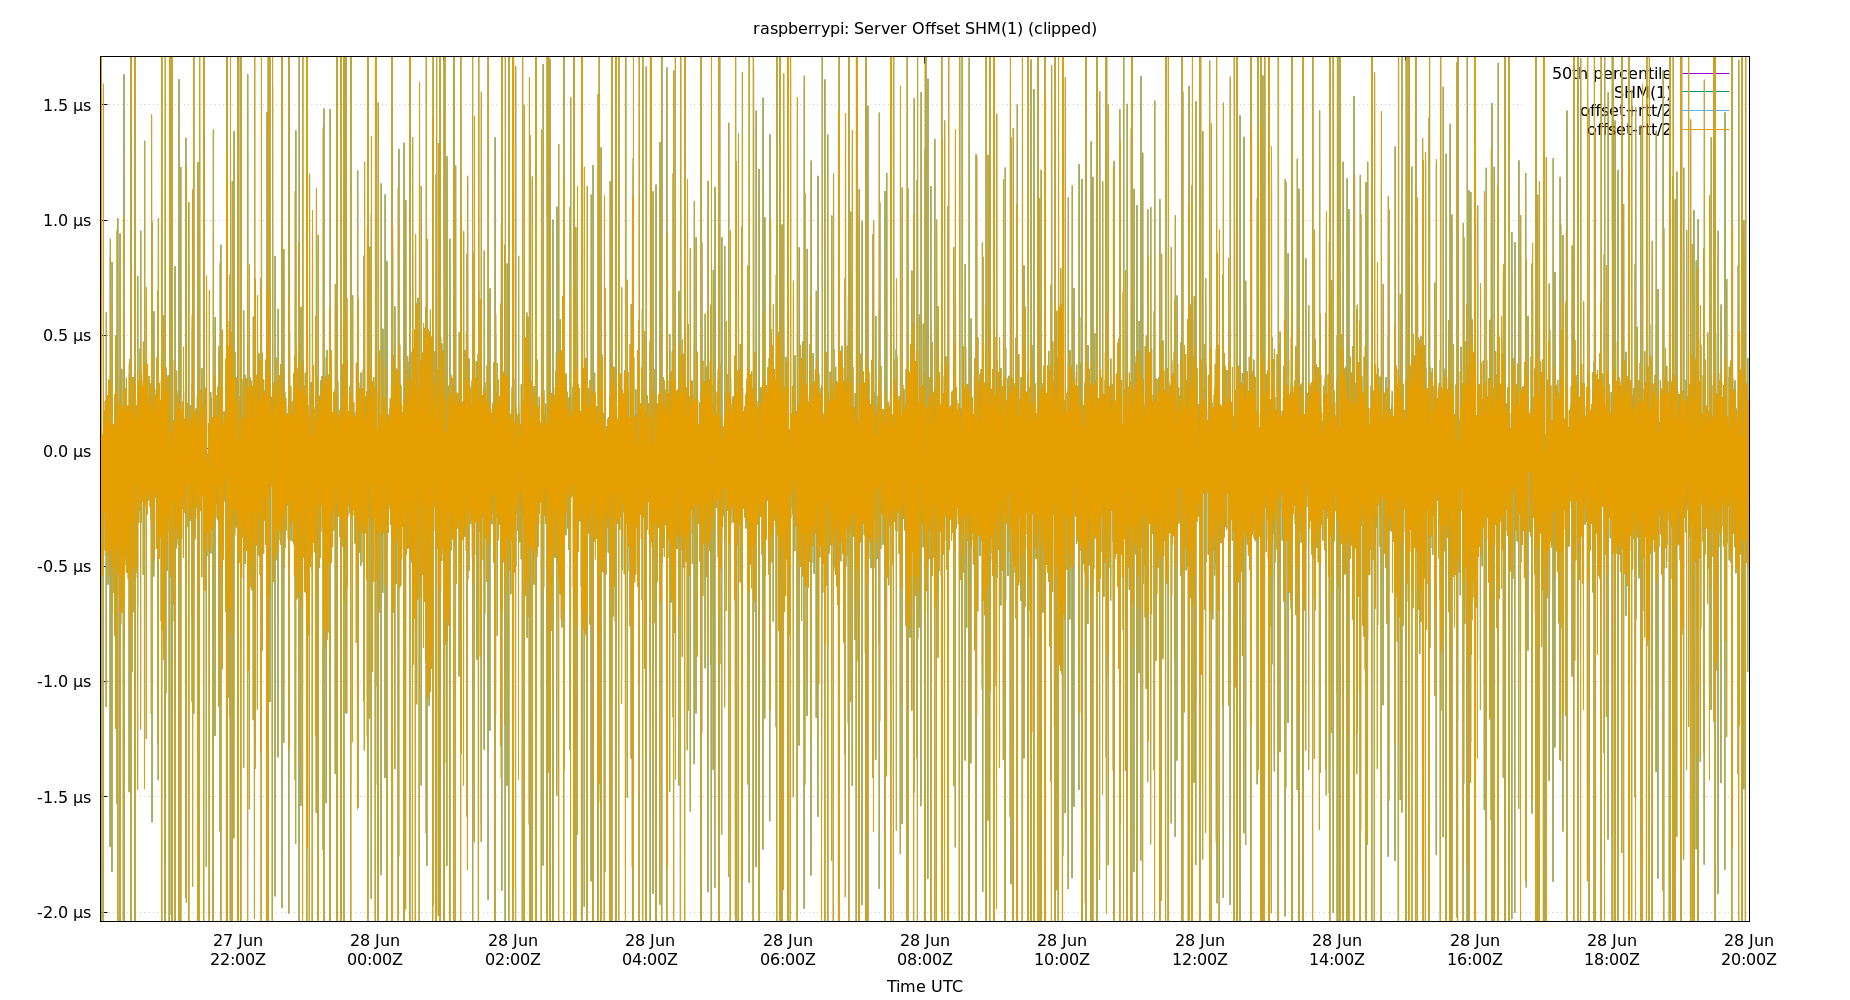 raspberrypi: Server Offset SHM(1) (clipped)
50th percentile
SHM(1)
offset+rtt/2
offset-rtt/2
1.5 µs
1.0 µs
0.5 µs
0.0 µs
-0.5 µs
-1.0 µs
-1.5 µs
-2.0 µs
27 Jun 28 Jun 28 Jun 28 Jun 28 Jun 28 Jun 28 Jun 28 Jun 28 Jun 28 Jun 28 Jun 28 Jun
22:00Z 00:00Z 02:00Z 04:00Z 06:00Z 08:00Z 10:00Z 12:00Z 14:00Z 16:00Z 18:00Z 20:00Z
Time UTC